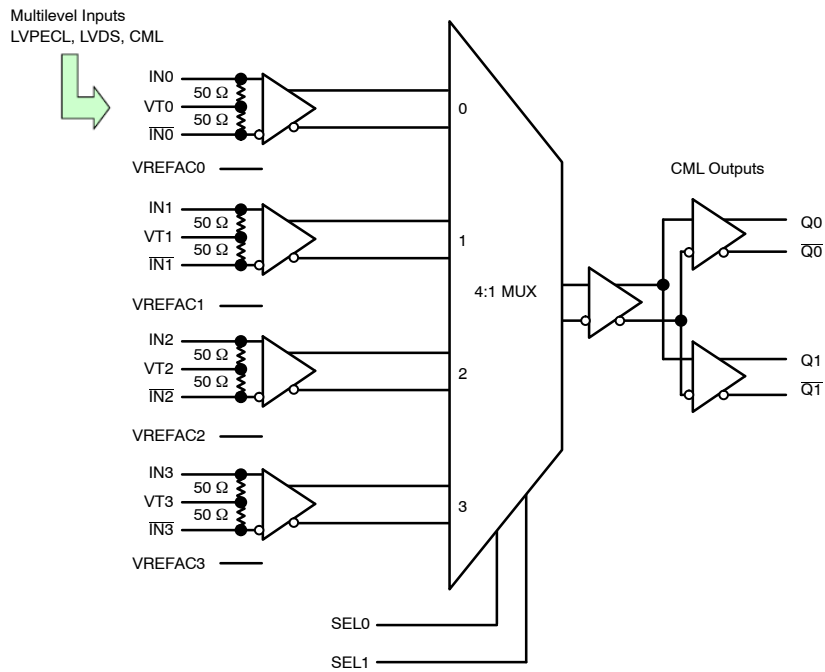 Multilevel Inputs
LVPECL, LVDS, CML
IN0
50 Ω
VT0
50 Ω
IN0
VREFAC0
0
IN1
50 Ω
VT1
50 Ω
IN1
VREFAC1
1
IN2
50 Ω
VT2
50 Ω
IN2
VREFAC2
2
IN3
50 Ω
VT3
50 Ω
IN3
VREFAC3
3
4:1 MUX
SEL0
SEL1
CML Outputs
Q0
Q0
Q1
Q1